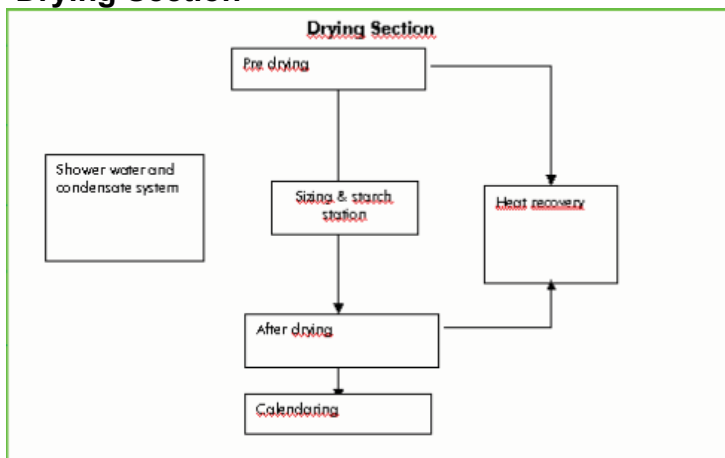 Drying Section
Drying Section
Pre drying
Shower water and
condensate system
Sizing & starch
station
Heat recovery
After drying
Calendaring